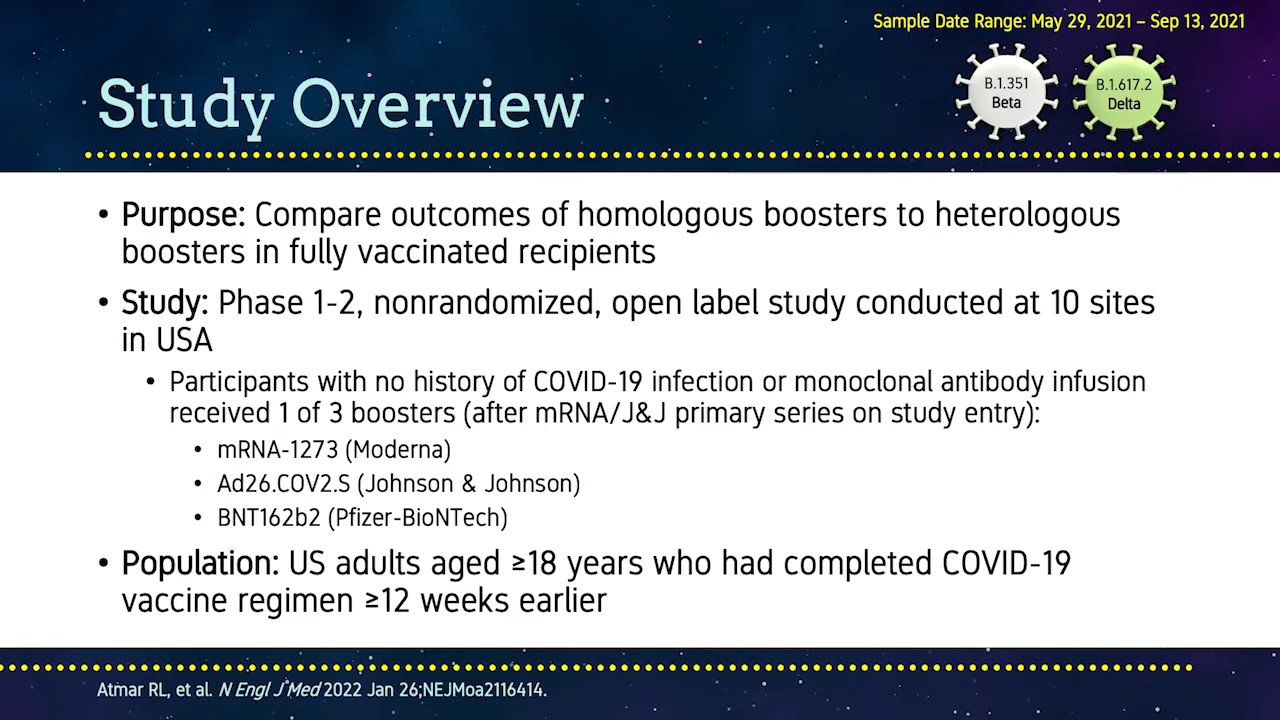 Sample Date Range: May 29, 2021 – Sep 13, 2021
Study Overview
B.1.351
Beta
B.1.617.2
Delta
• Purpose: Compare outcomes of homologous boosters to heterologous
boosters in fully vaccinated recipients
• Study: Phase 1-2, nonrandomized, open label study conducted at 10 sites
in USA
• Participants with no history of COVID-19 infection or monoclonal antibody infusion
received 1 of 3 boosters (after mRNA/J&J primary series on study entry):
• mRNA-1273 (Moderna)
• Ad26.COV2.S (Johnson & Johnson)
• BNT162b2 (Pfizer-BioNTech)
• Population: US adults aged ≥18 years who had completed COVID-19
vaccine regimen ≥12 weeks earlier
Atmar RL, et al. N Engl J Med 2022 Jan 26;NEJMoa2116414.